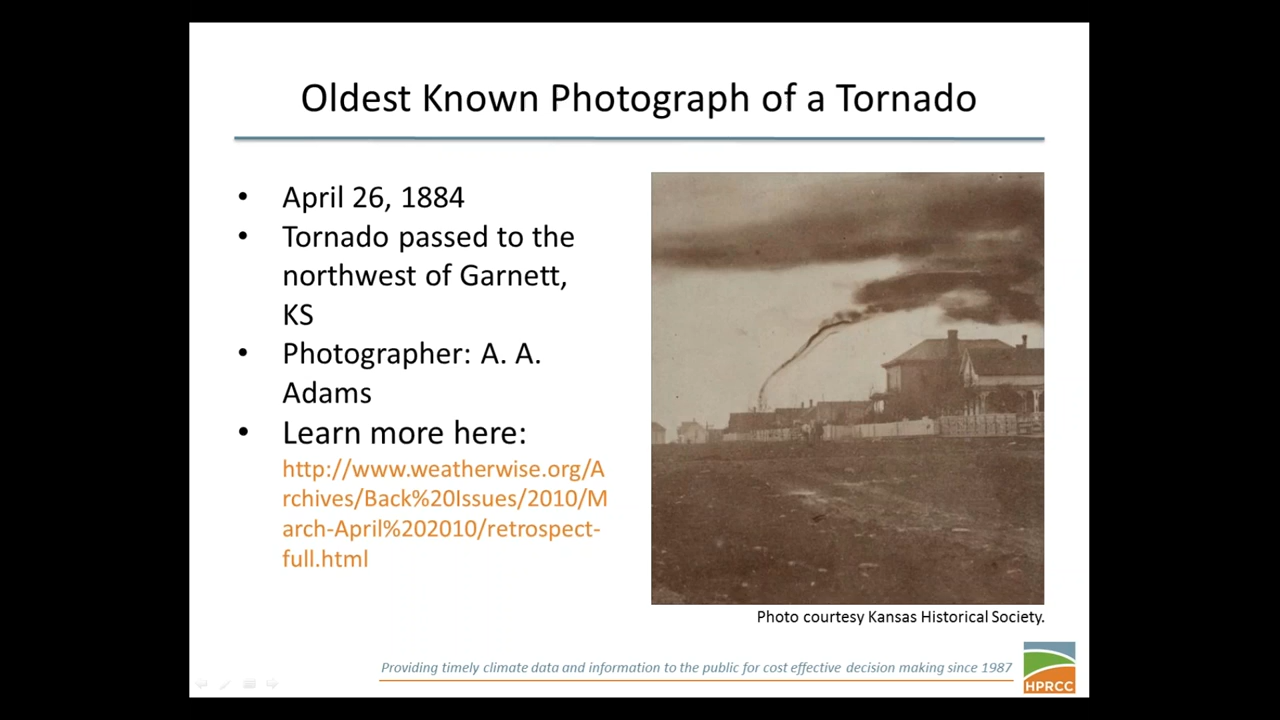 Oldest Known Photograph of a Tornado
• April 26, 1884
• Tornado passed to the
northwest of Garnett,
KS
• Photographer: A. A.
Adams
• Learn more here:
http://www.weatherwise.org/A
rchives/Back%20Issues/2010/M
arch-April%202010/retrospect-
full.html
Photo courtesy Kansas Historical Society.
Providing timely climate data and information to the public for cost effective decision making since 1987
HPRCC